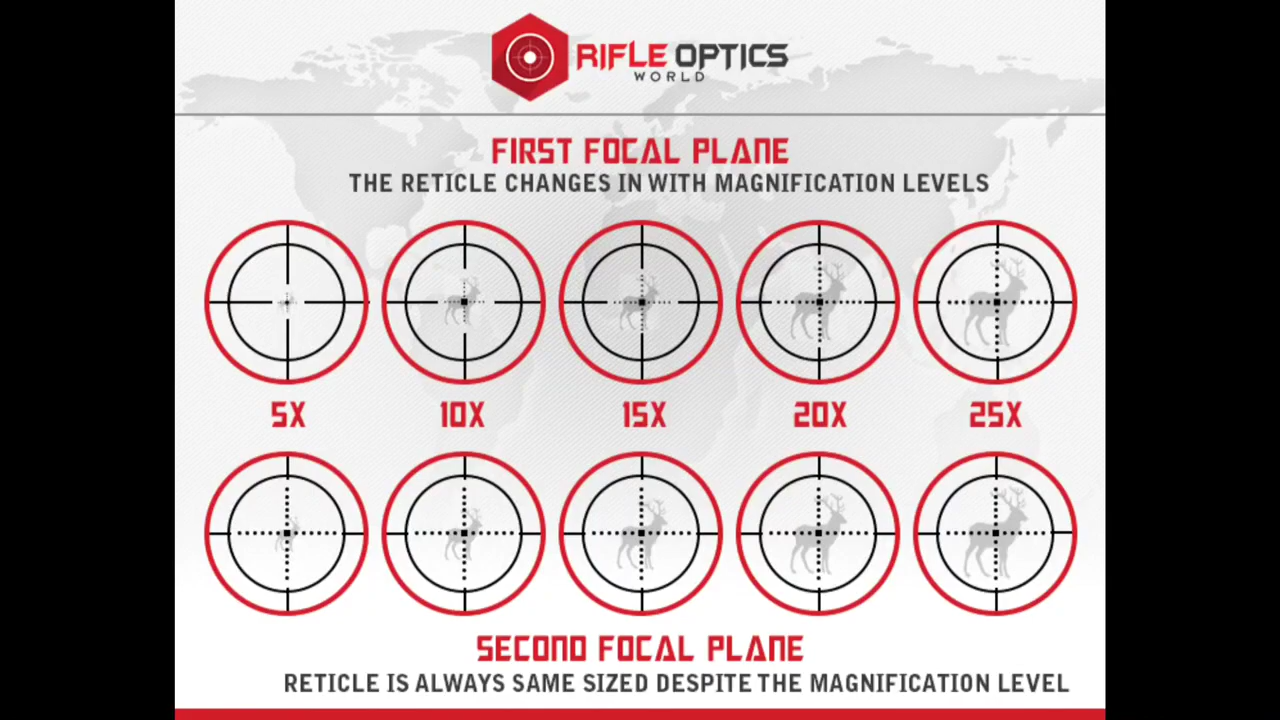 RIFLE OPTICS
WORLD
FIRST FOCAL PLANE
THE RETICLE CHANGES IN WITH MAGNIFICATION LEVELS
5X 10X 15X 20X 25X
SECOND FOCAL PLANE
RETICLE IS ALWAYS SAME SIZED DESPITE THE MAGNIFICATION LEVEL